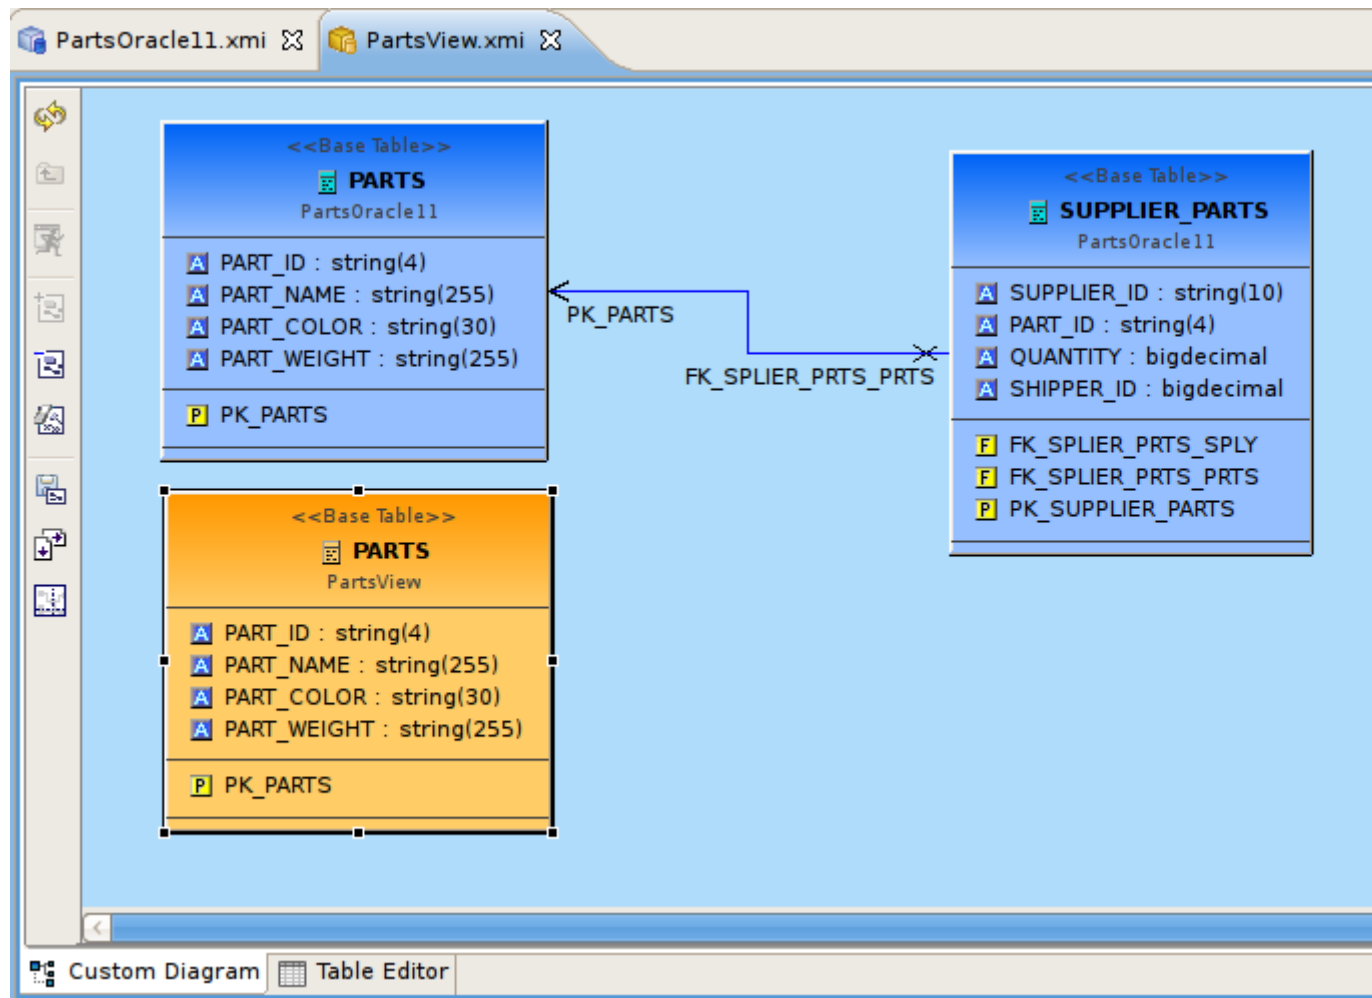 PartsOracle11.xmi
PartsView.xmi
<<Base Table>>
PARTS
PartsOracle11
A PART_ID : string(4)
A PART_NAME : string(255)
A PART_COLOR : string(30)
A PART_WEIGHT : string(255)
P PK_PARTS
PK_PARTS
FK_SPLIER_PRTS_PRTS
<<Base Table>>
SUPPLIER_PARTS
PartsOracle11
A SUPPLIER_ID : string(10)
A PART_ID : string(4)
A QUANTITY : bigdecimal
A SHIPPER_ID : bigdecimal
F FK_SPLIER_PRTS_SPLY
F FK_SPLIER_PRTS_PRTS
P PK_SUPPLIER_PARTS
<<Base Table>>
PARTS
PartsView
A PART_ID : string(4)
A PART_NAME : string(255)
A PART_COLOR : string(30)
A PART_WEIGHT : string(255)
P PK_PARTS
Custom Diagram
Table Editor